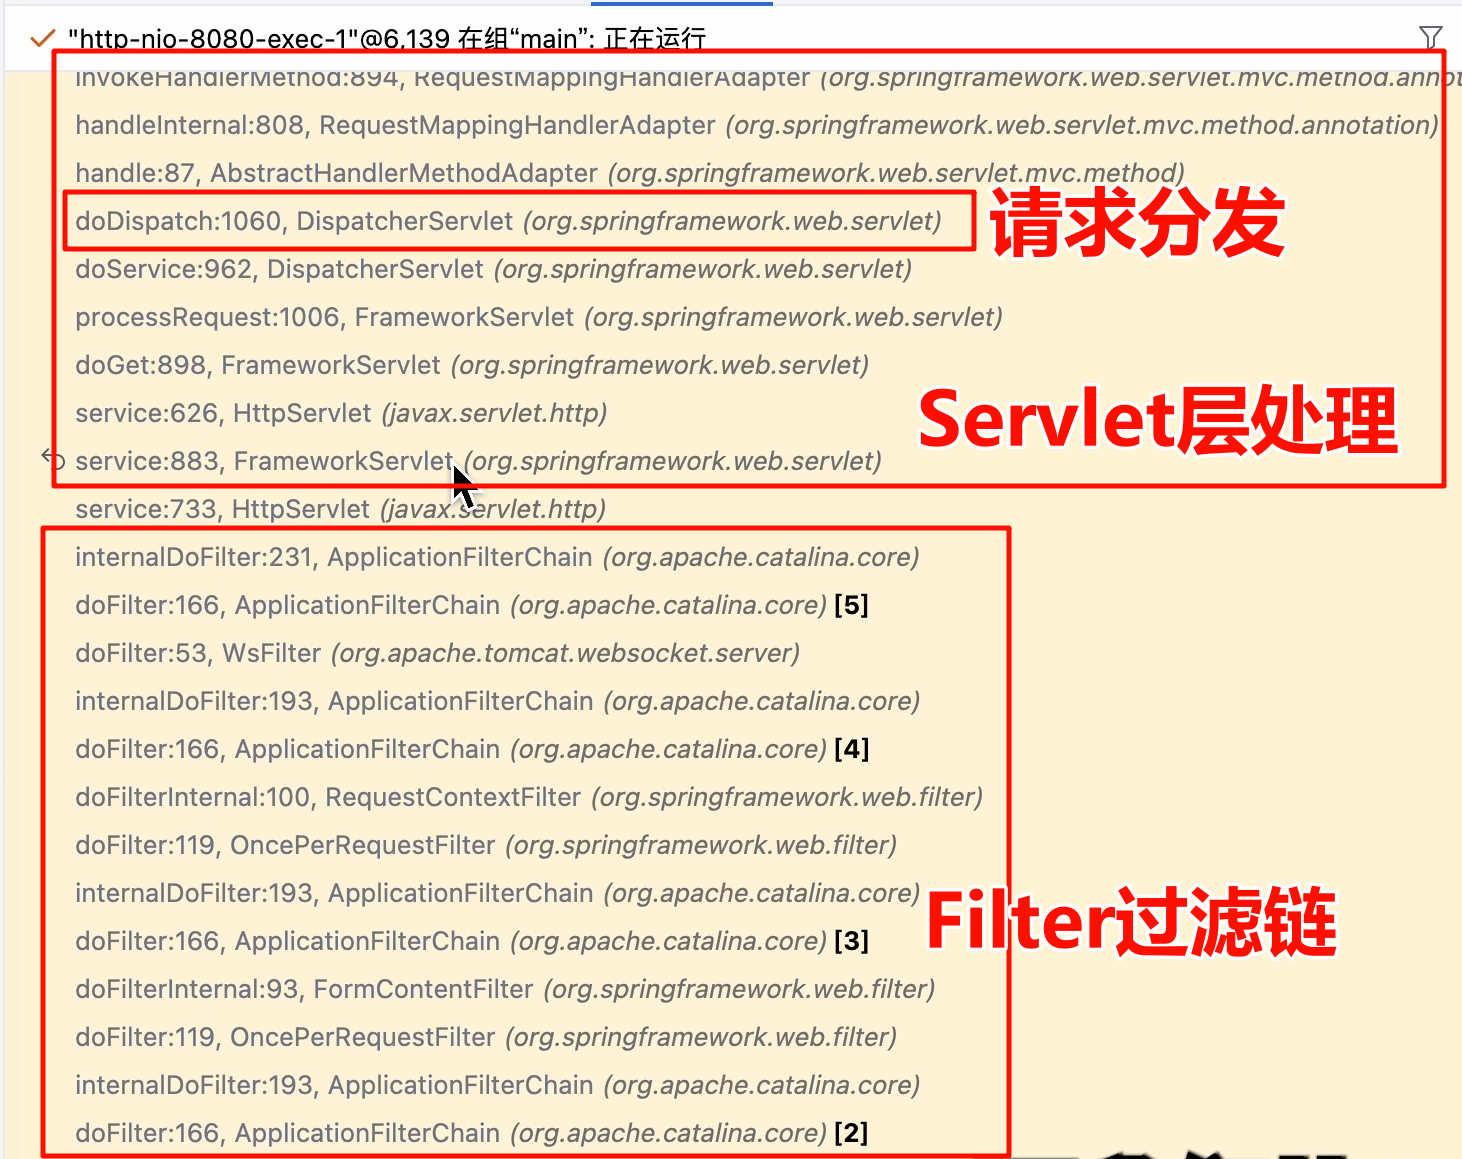 "http-nio-8080-exec-1"@6,139 在组“main”: 正在运行
invokeHandlerMethod:894, RequestMappingHandlerAdapter (org.springframework.web.servlet.mvc.method.annot
handleInternal:808, RequestMappingHandlerAdapter (org.springframework.web.servlet.mvc.method.annotation)
handle:87, AbstractHandlerMethodAdapter (org.springframework.web.servlet.mvc.method)
doDispatch:1060, DispatcherServlet (org.springframework.web.servlet)
请求分发
doService:962, DispatcherServlet (org.springframework.web.servlet)
processRequest:1006, FrameworkServlet (org.springframework.web.servlet)
doGet:898, FrameworkServlet (org.springframework.web.servlet)
service:626, HttpServlet (javax.servlet.http)
Servlet层处理
service:883, FrameworkServlet (org.springframework.web.servlet)
service:733, HttpServlet (javax.servlet.http)
internalDoFilter:231, ApplicationFilterChain (org.apache.catalina.core)
doFilter:166, ApplicationFilterChain (org.apache.catalina.core) [5]
doFilter:53, WsFilter (org.apache.tomcat.websocket.server)
internalDoFilter:193, ApplicationFilterChain (org.apache.catalina.core)
doFilter:166, ApplicationFilterChain (org.apache.catalina.core) [4]
doFilterInternal:100, RequestContextFilter (org.springframework.web.filter)
doFilter:119, OncePerRequestFilter (org.springframework.web.filter)
internalDoFilter:193, ApplicationFilterChain (org.apache.catalina.core)
Filter过滤链
doFilter:166, ApplicationFilterChain (org.apache.catalina.core) [3]
doFilterInternal:93, FormContentFilter (org.springframework.web.filter)
doFilter:119, OncePerRequestFilter (org.springframework.web.filter)
internalDoFilter:193, ApplicationFilterChain (org.apache.catalina.core)
doFilter:166, ApplicationFilterChain (org.apache.catalina.core) [2]